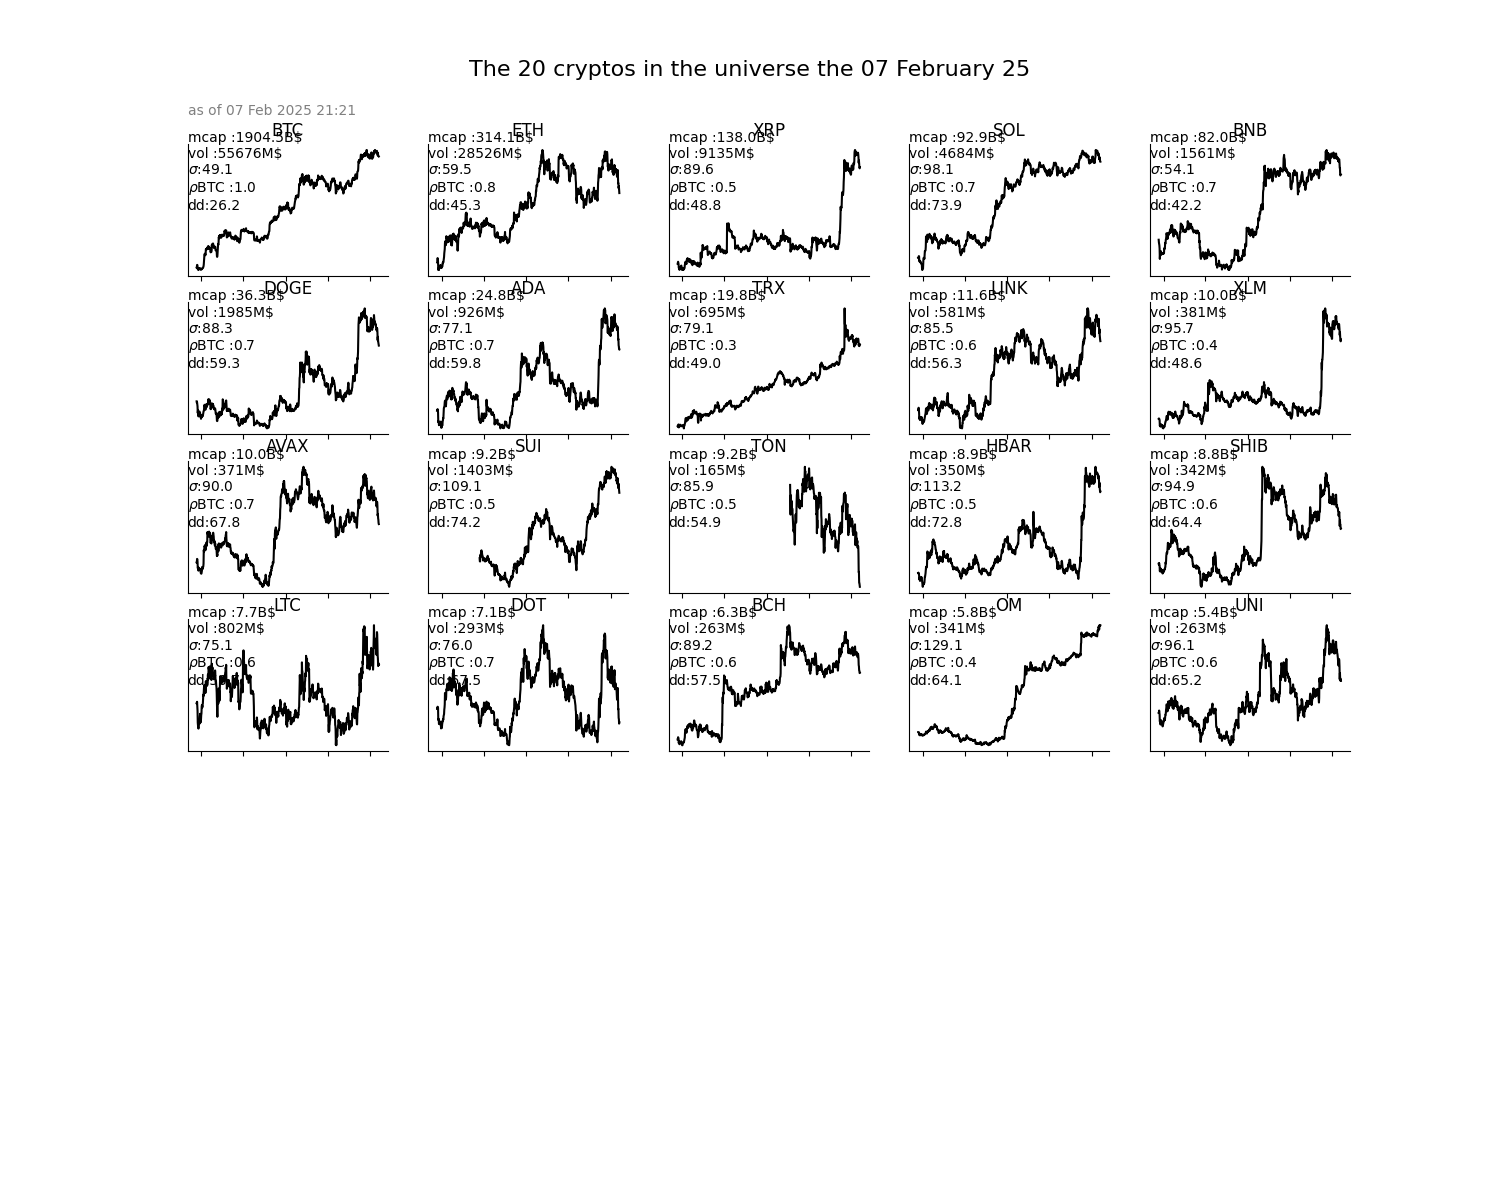 The 20 cryptos in the universe the 07 February 25
as of 07 Feb 2025 21:21
BTC
mcap :1904.5B$
vol :55676M$
σ:49.1
ρBTC :1.0
dd:26.2
ETH
mcap :314.1B$
vol :28526M$
σ:59.5
ρBTC :0.8
dd:45.3
XRP
mcap :138.0B$
vol :9135M$
σ:89.6
ρBTC :0.5
dd:48.8
SOL
mcap :92.9B$
vol :4684M$
σ:98.1
ρBTC :0.7
dd:73.9
BNB
mcap :82.0B$
vol :1561M$
σ:54.1
ρBTC :0.7
dd:42.2
DOGE
mcap :36.3B$
vol :1985M$
σ:88.3
ρBTC :0.7
dd:59.3
ADA
mcap :24.8B$
vol :926M$
σ:77.1
ρBTC :0.7
dd:59.8
TRX
mcap :19.8B$
vol :695M$
σ:79.1
ρBTC :0.3
dd:49.0
LINK
mcap :11.6B$
vol :581M$
σ:85.5
ρBTC :0.6
dd:56.3
XLM
mcap :10.0B$
vol :381M$
σ:95.7
ρBTC :0.4
dd:48.6
AVAX
mcap :10.0B$
vol :371M$
σ:90.0
ρBTC :0.7
dd:67.8
SUI
mcap :9.2B$
vol :1403M$
σ:109.1
ρBTC :0.5
dd:74.2
TON
mcap :9.2B$
vol :165M$
σ:85.9
ρBTC :0.5
dd:54.9
HBAR
mcap :8.9B$
vol :350M$
σ:113.2
ρBTC :0.5
dd:72.8
SHIB
mcap :8.8B$
vol :342M$
σ:94.9
ρBTC :0.6
dd:64.4
LTC
mcap :7.7B$
vol :802M$
σ:75.1
ρBTC :0.6
DOT
mcap :7.1B$
vol :293M$
σ:76.0
ρBTC :0.7
dd:57.5
BCH
mcap :6.3B$
vol :263M$
σ:89.2
ρBTC :0.6
dd:57.5
OM
mcap :5.8B$
vol :341M$
σ:129.1
ρBTC :0.4
dd:64.1
UNI
mcap :5.4B$
vol :263M$
σ:96.1
ρBTC :0.6
dd:65.2